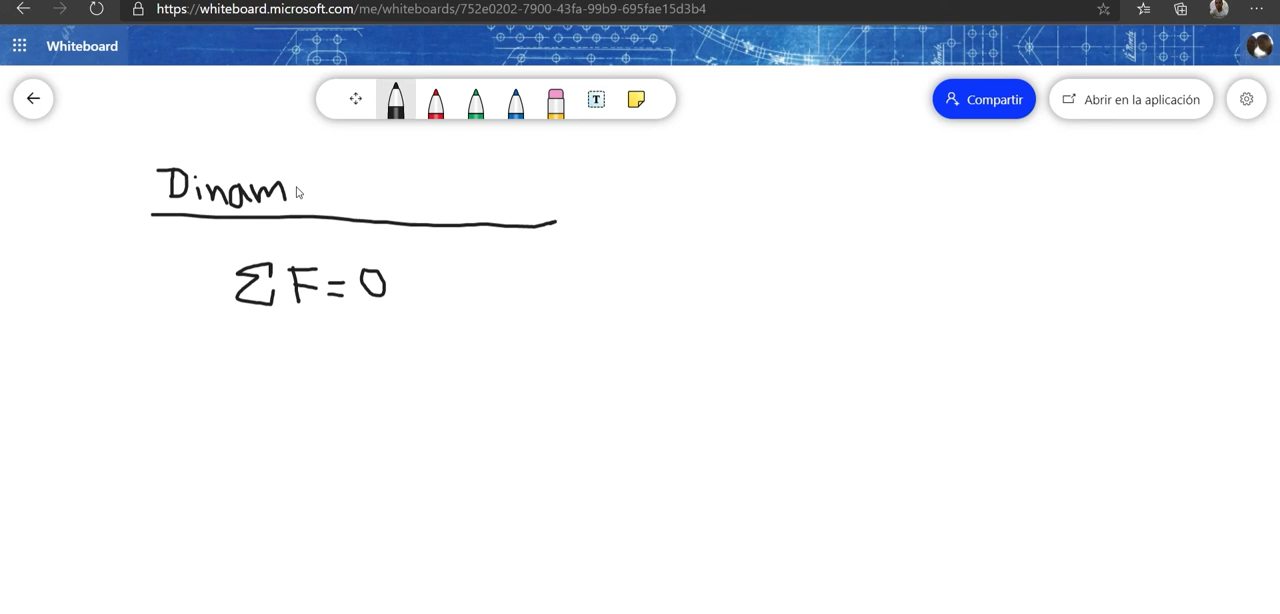 https://whiteboard.microsoft.com/me/whiteboards/752e0202-7900-43fa-99b9-695fae15d3b4
Whiteboard
T
Compartir
Abrir en la aplicación
Dinam
Σ F = 0